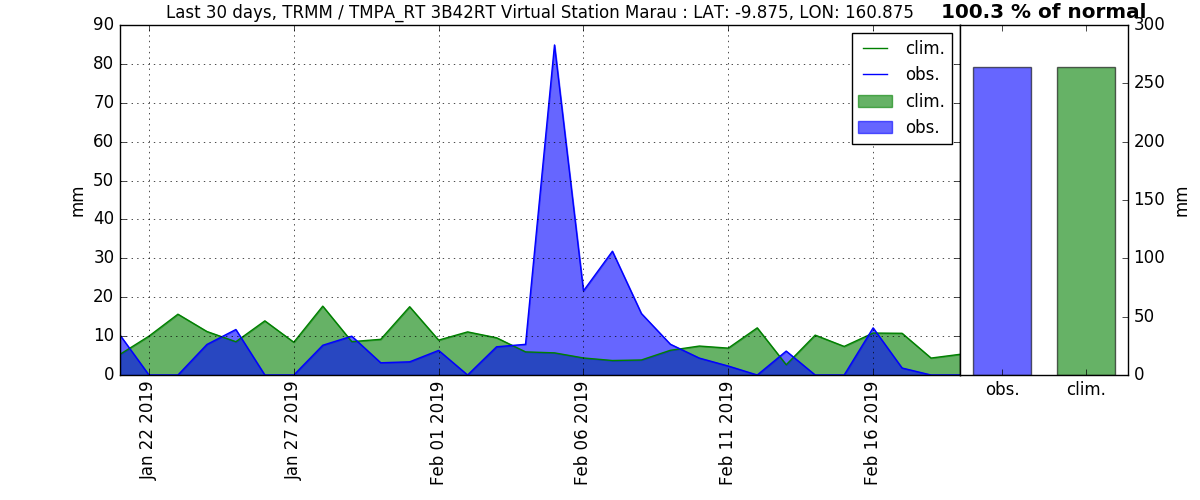 Last 30 days, TRMM / TMPA_RT 3B42RT Virtual Station Marau : LAT: -9.875, LON: 160.875
100.3 % of normal
90
80
70
60
50
40
30
20
10
0
mm
clim.
obs.
clim.
obs.
Jan 22 2019
Jan 27 2019
Feb 01 2019
Feb 06 2019
Feb 11 2019
Feb 16 2019
300
250
200
150
100
50
0
mm
obs.
clim.